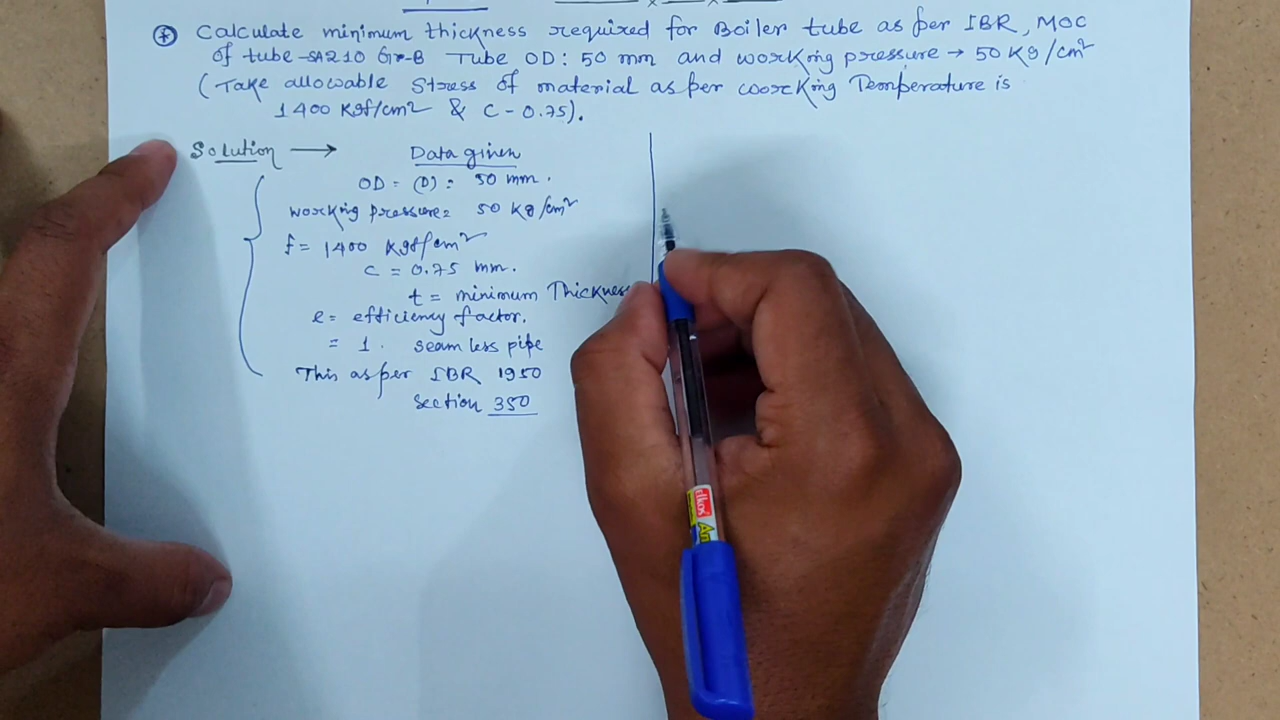 Calculate minimum thickness required for Boiler tube as per IBR, MOC
of tube-SA210 Gr-B Tube OD: 50 mm and working pressure → 50 Kg/cm²
(Take allowable Stress of material as per woorking Temperature is
1400 Kgf/cm² & C - 0.75).
Solution → Data given
OD = (D) = 50 mm.
working pressure = 50 Kg/cm²
f = 1400 kgf/cm²
C = 0.75 mm.
t = minimum Thickness
e = efficiency factor.
= 1. seamless pipe
This as per IBR 1950
Section 350
elkos